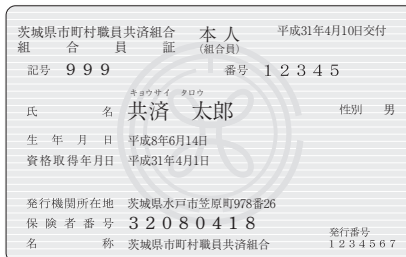 茨城県市町村職員共済組合 本人 平成31年4月10日交付
組合員証 (組合員)
記号 999 番号 12345
キョウサイ タロウ
氏名 共済 太郎 性別 男
生年月日 平成8年6月14日
資格取得年月日 平成31年4月1日
発行機関所在地 茨城県水戸市笠原町978番26
保険者番号 32080418
発行番号
名称 茨城県市町村職員共済組合 1234567